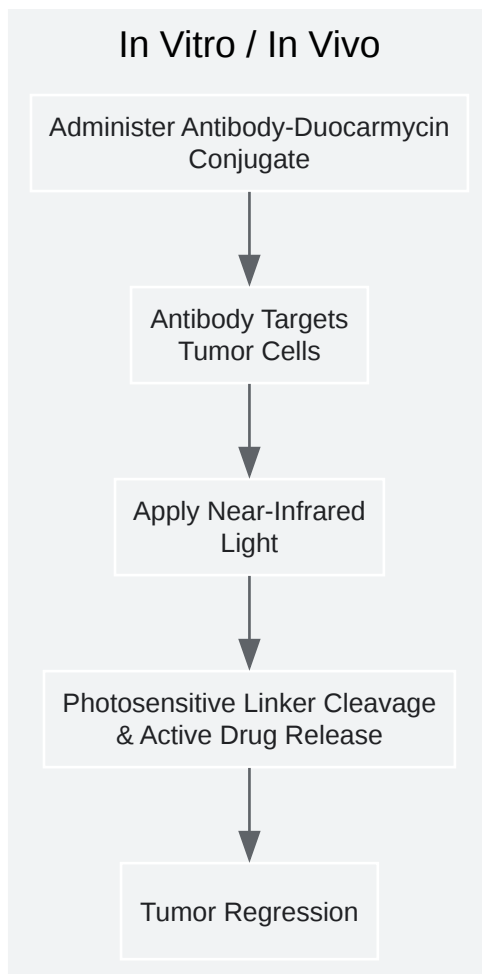 In Vitro / In Vivo
Administer Antibody-Duocarmycin
Conjugate
Antibody Targets
Tumor Cells
Apply Near-Infrared
Light
Photosensitive Linker Cleavage
& Active Drug Release
Tumor Regression